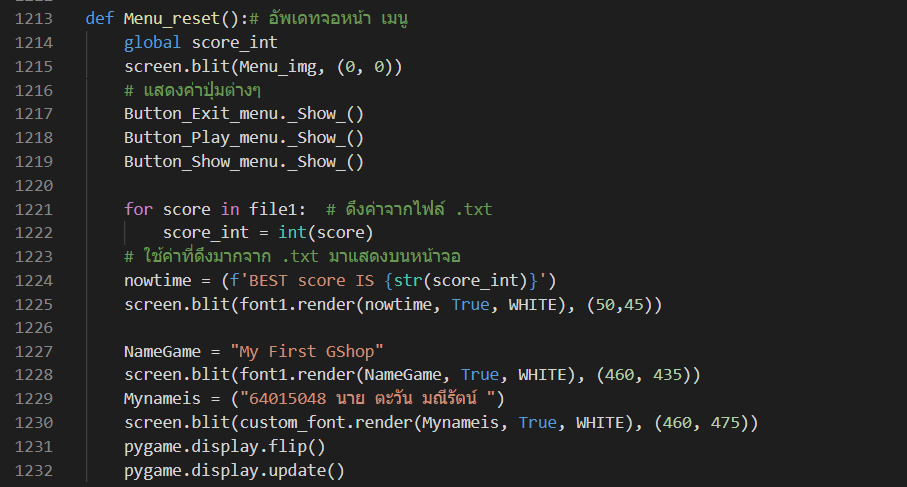 1213 def Menu_reset():# อัพเดทจอหน้า เมนู
1214     global score_int
1215     screen.blit(Menu_img, (0, 0))
1216     # แสดงค่าปุ่มต่างๆ
1217     Button_Exit_menu._Show_()
1218     Button_Play_menu._Show_()
1219     Button_Show_menu._Show_()
1220
1221     for score in file1:  # ดึงค่าจากไฟล์ .txt
1222         score_int = int(score)
1223     # ใช้ค่าที่ดึงมากจาก .txt มาแสดงบนหน้าจอ
1224     nowtime = (f'BEST score IS {str(score_int)}')
1225     screen.blit(font1.render(nowtime, True, WHITE), (50,45))
1226
1227     NameGame = "My First GShop"
1228     screen.blit(font1.render(NameGame, True, WHITE), (460, 435))
1229     Mynameis = ("64015048 นาย ตะวัน มณีรัตน์ ")
1230     screen.blit(custom_font.render(Mynameis, True, WHITE), (460, 475))
1231     pygame.display.flip()
1232     pygame.display.update()